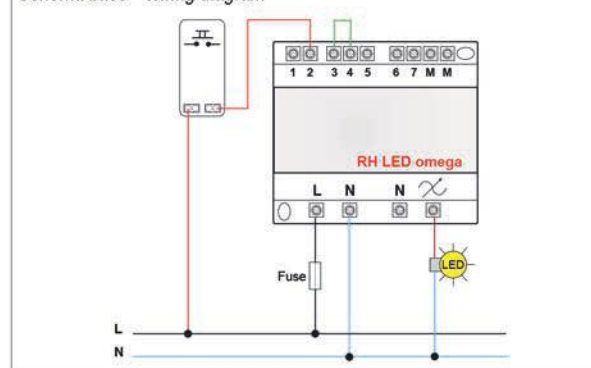 1 2 3 4 5 6 7 M M
RH LED omega
L N N
Fuse
LED
L
N